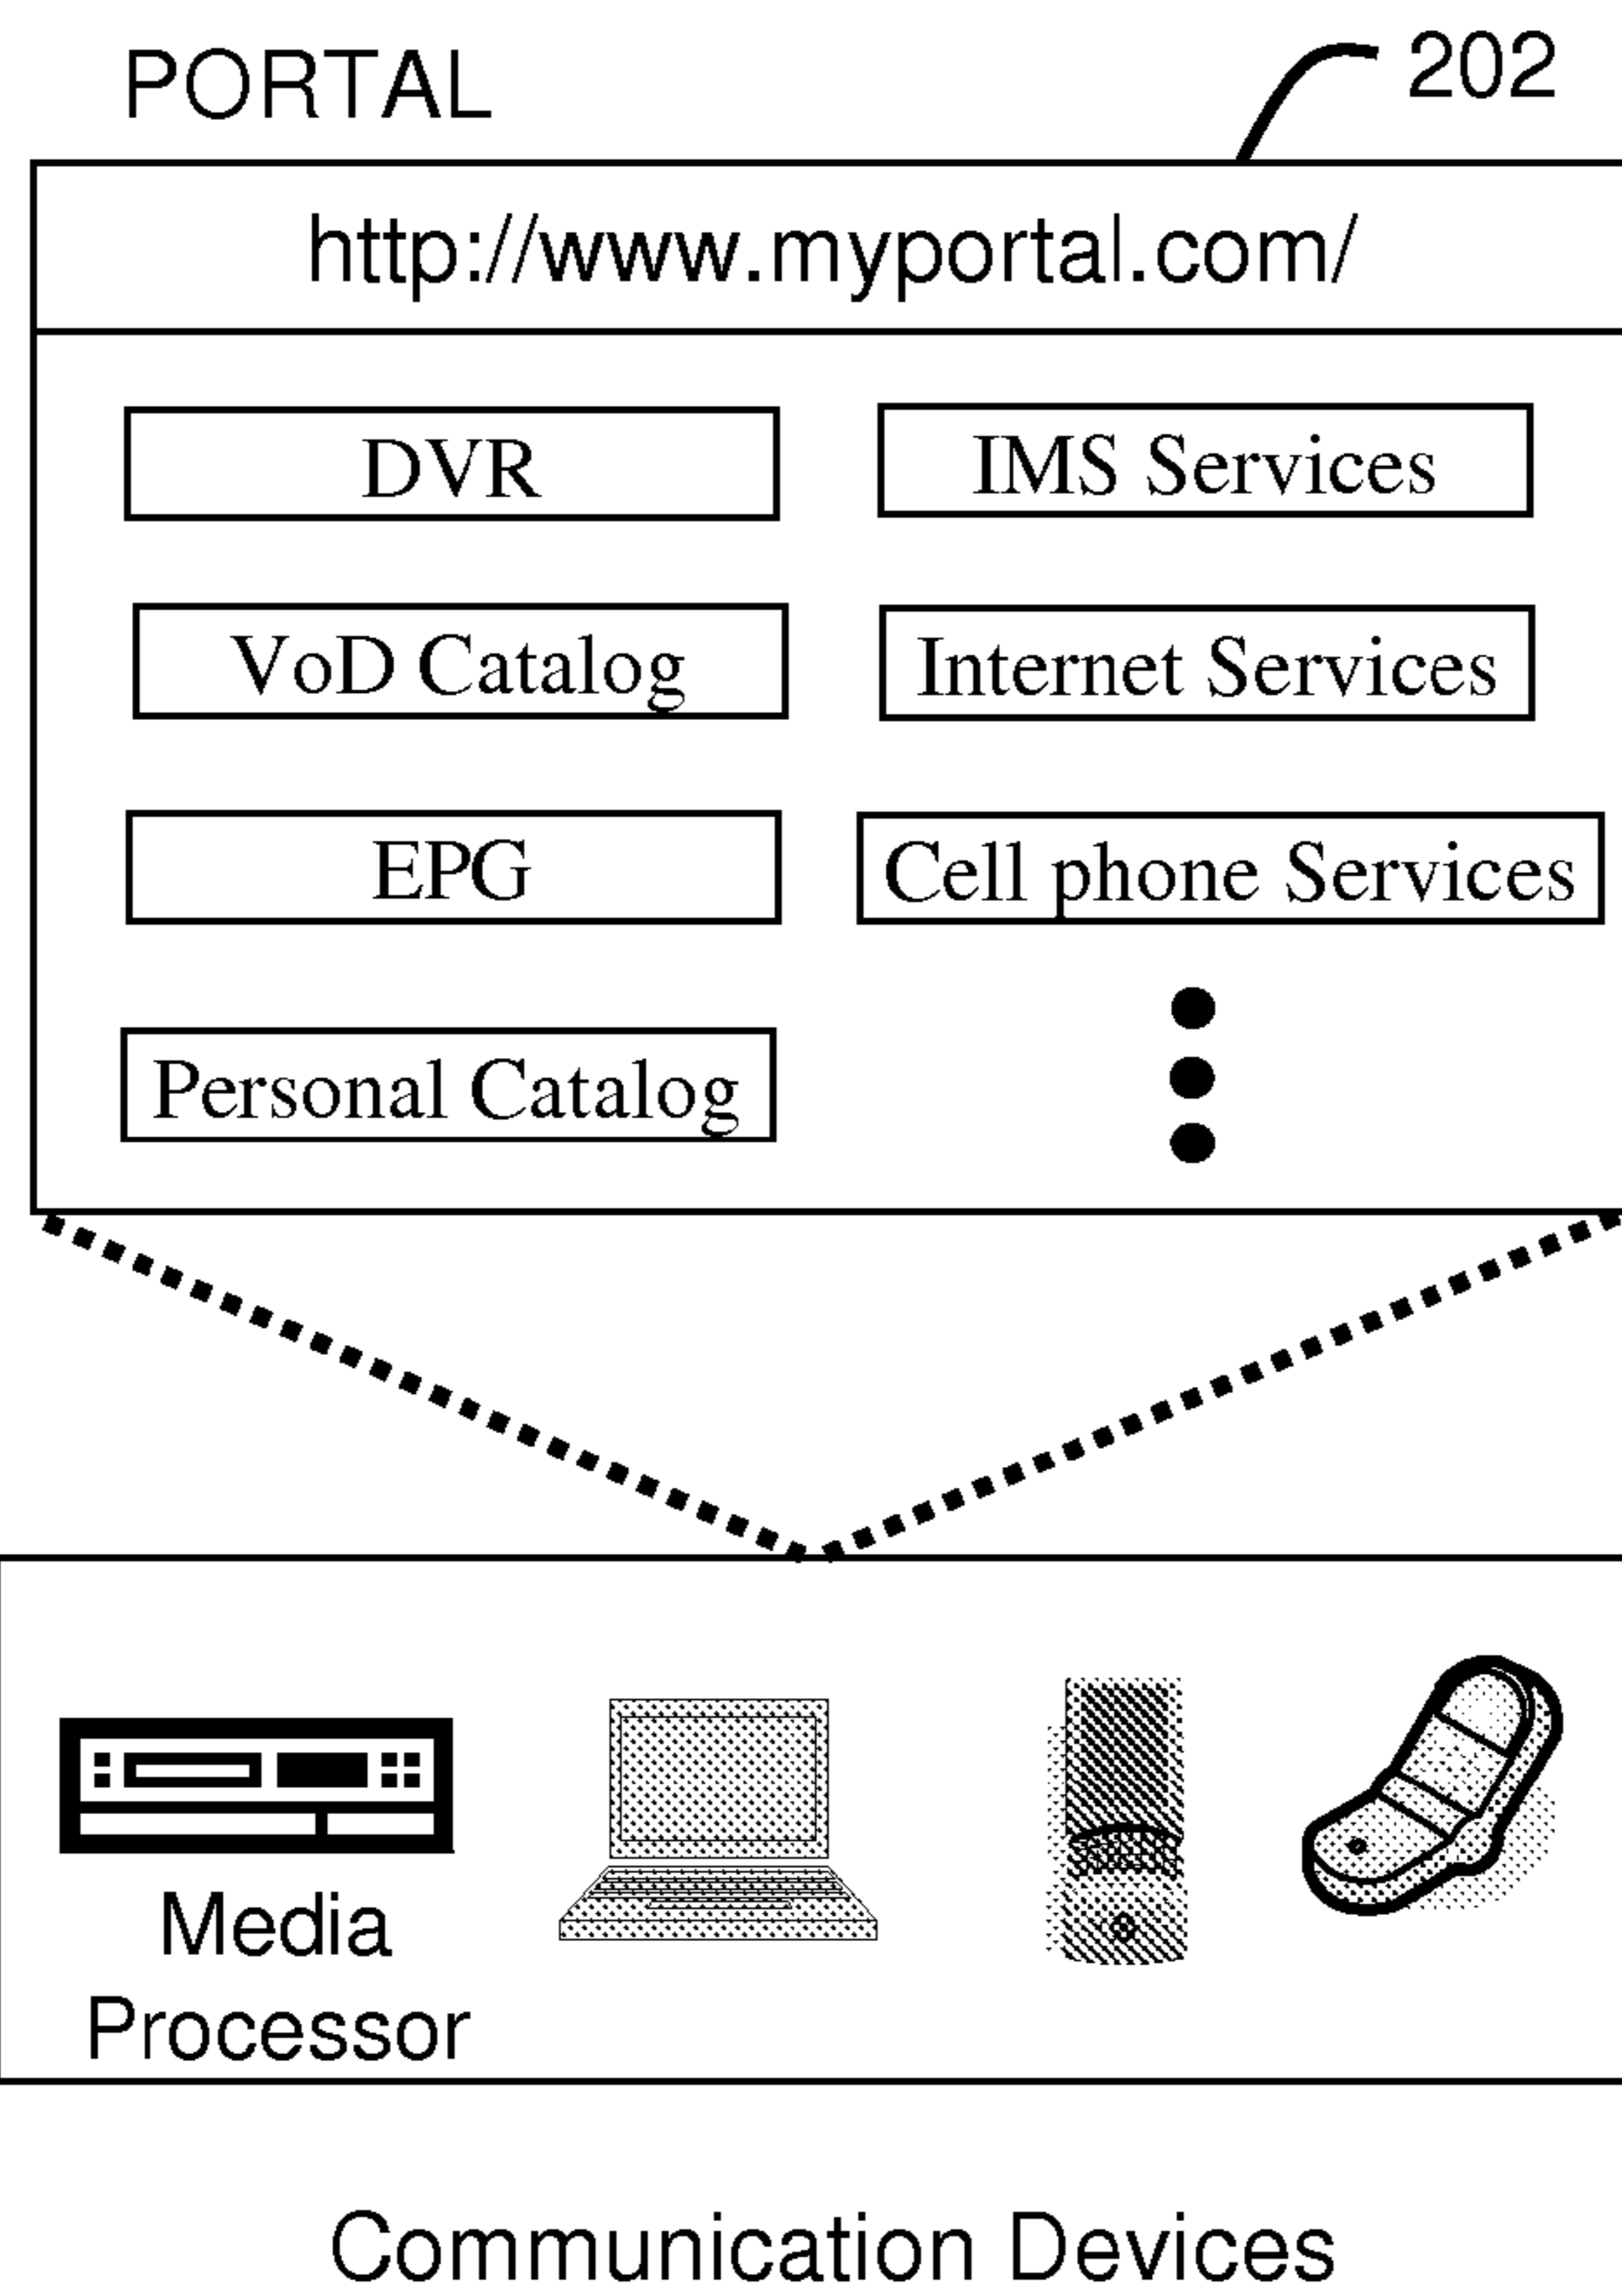 PORTAL
202
http://www.myportal.com/
DVR
IMS Services
VoD Catalog
Internet Services
EPG
Cell phone Services
Personal Catalog
Media
Processor
Communication Devices